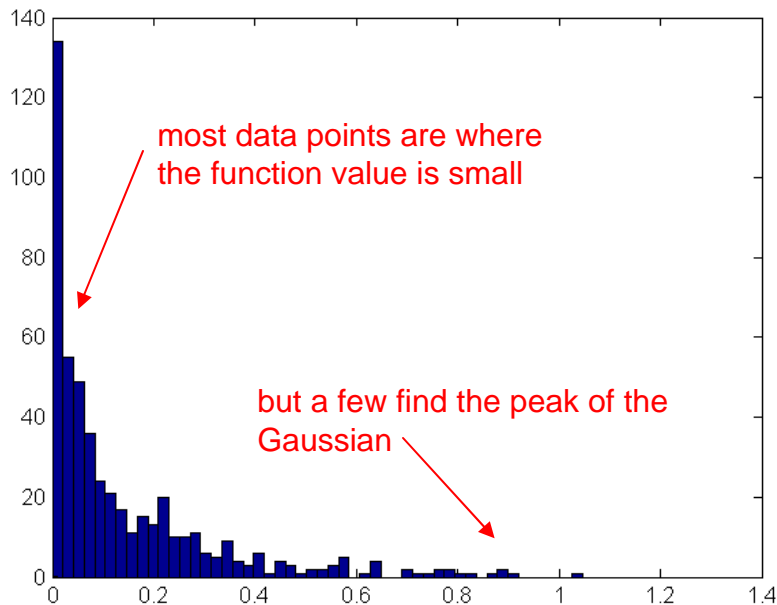 140
120
most data points are where
the function value is small
100
80
60
but a few find the peak of the
Gaussian
40
20
0
0 0.2 0.4 0.6 0.8 1 1.2 1.4